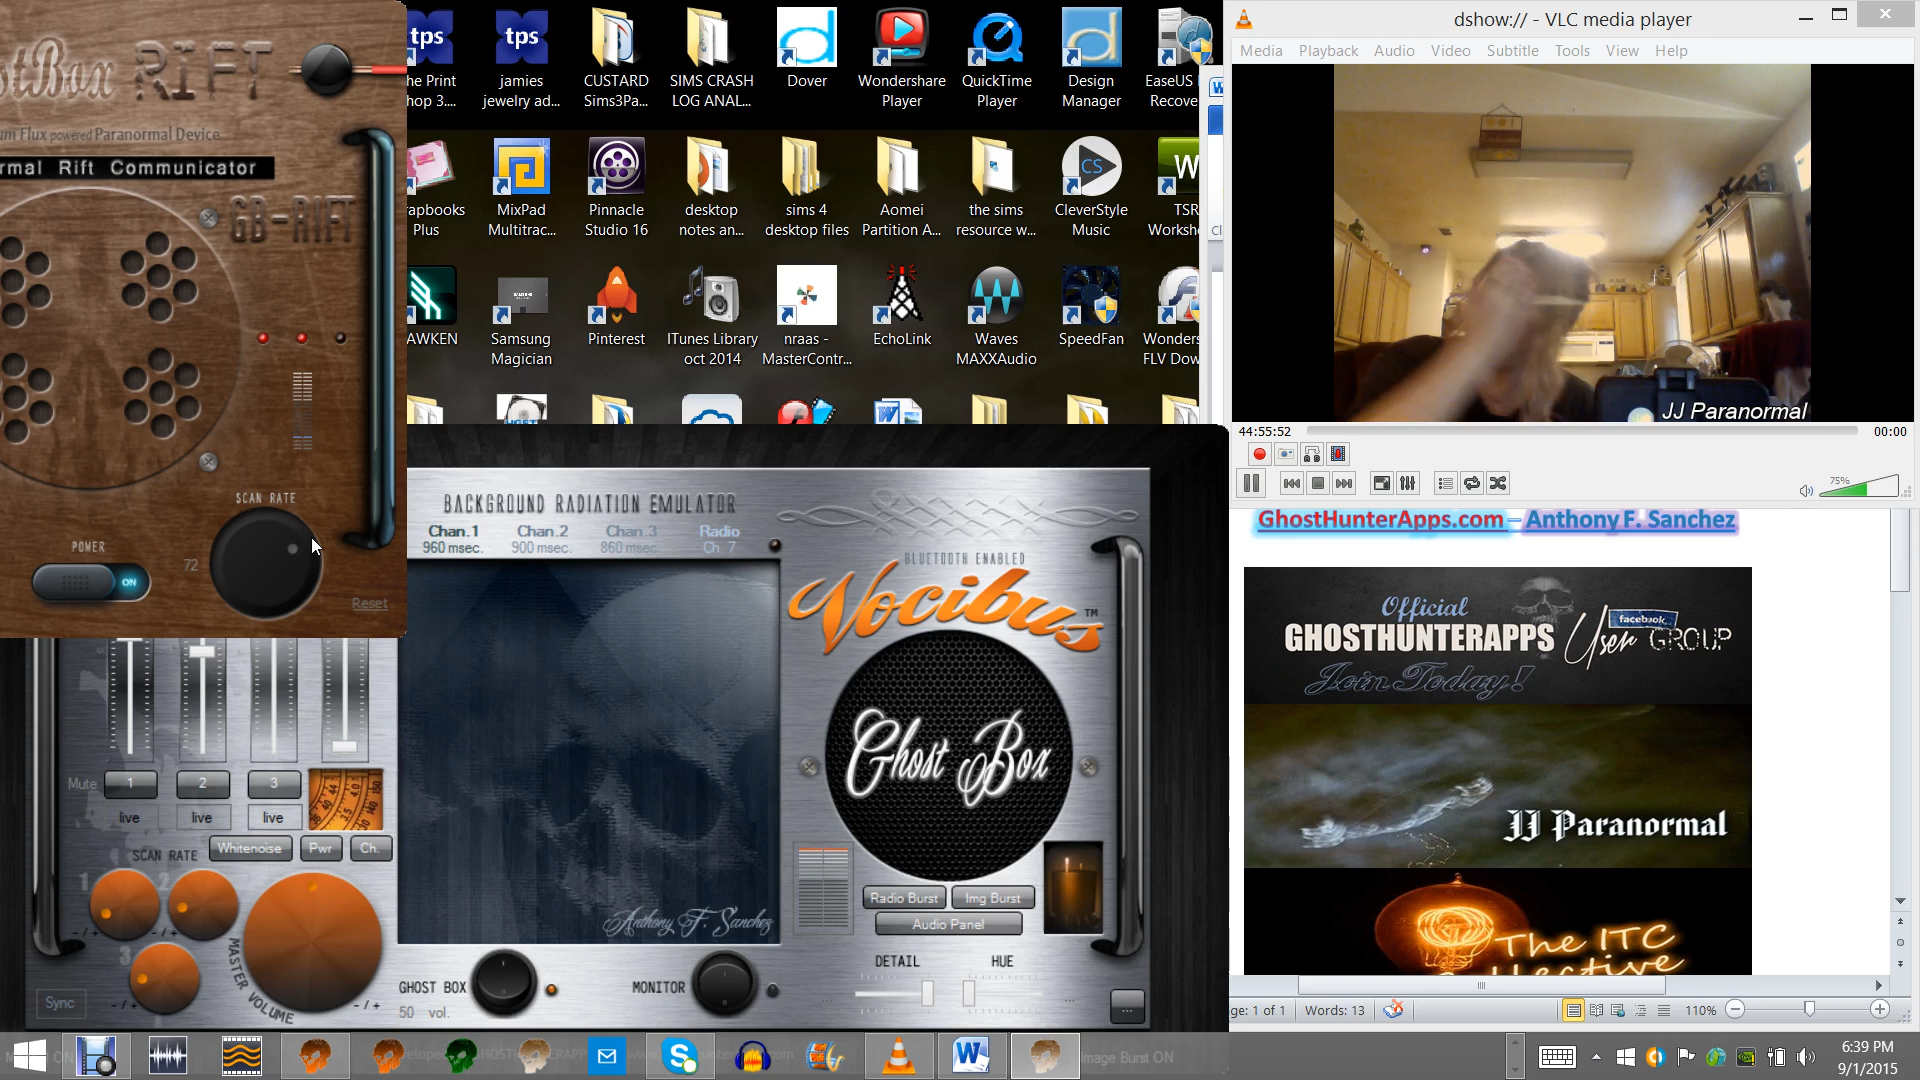 RIFT
Flux powered Paranormal Device
Rift Communicator
GB-RIFT
SCAN RATE
POWER
ON
72
Reset
tps
tps
he Print
hop 3....
jamies
jewelry ad...
CUSTARD
Sims3Pa...
SIMS CRASH
LOG ANAL...
Dover
Wondershare
Player
QuickTime
Player
Design
Manager
EaseUS
Recove
apbooks
Plus
MixPad
Multitrac...
Pinnacle
Studio 16
desktop
notes an...
sims 4
desktop files
Aomei
Partition A...
the sims
resource w...
CS
CleverStyle
Music
W
TSR
Worksh
AWKEN
Samsung
Magician
Pinterest
ITunes Library
oct 2014
nraas -
MasterContr...
EchoLink
Waves
MAXXAudio
SpeedFan
Wonders
FLV Dow
dshow:// - VLC media player
Media Playback Audio Video Subtitle Tools View Help
JJ Paranormal
44:55:52
00:00
75%
BACKGROUND RADIATION EMULATOR
Chan.1 Chan.2 Chan 3 Radio
960 msec. 900 msec. 860 msec. Ch. 7
BLUETOOTH ENABLED
Vocibus™
Ghost Box
Anthony F. Sanchez
Radio Burst Img Burst
Audio Panel
DETAIL HUE
GHOST BOX
50 vol.
MONITOR
Mute 1 2 3
live live live
SCAN RATE
Whitenoise Pwr Ch.
1 2
- / + - / +
3
- / +
MASTER VOLUME
- / +
Sync
GhostHunterApps.com – Anthony F. Sanchez
Official
GHOSTHUNTERAPPS
facebook
User GROUP
Join Today!
JJ Paranormal
The ITC
ge: 1 of 1 Words: 13 110%
Image Burst ON
6:39 PM
9/1/2015